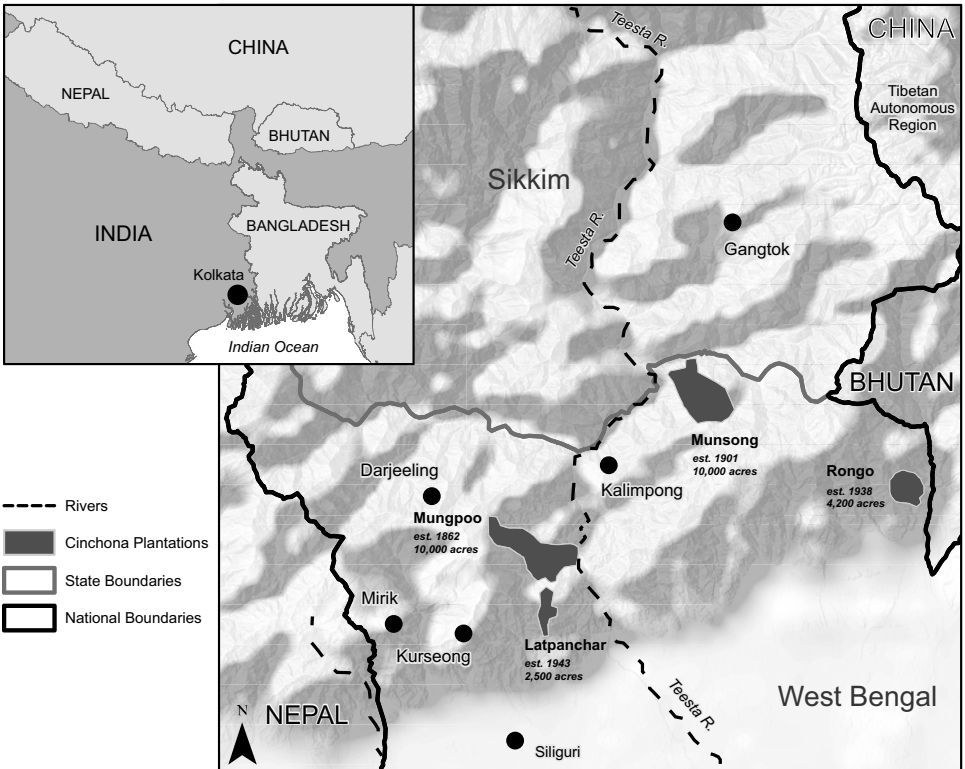 CHINA
NEPAL
BHUTAN
INDIA
BANGLADESH
Kolkata
Indian Ocean
Teesta R.
CHINA
Tibetan
Autonomous
Region
Sikkim
Teesta R.
Gangtok
BHUTAN
Munsong
est. 1901
10,000 acres
Rongo
est. 1938
4,200 acres
Kalimpong
Darjeeling
Mungpoo
est. 1862
10,000 acres
Mirik
Kurseong
Latpanchar
est. 1943
2,500 acres
Teesta R.
West Bengal
NEPAL
Siliguri
N
Rivers
Cinchona Plantations
State Boundaries
National Boundaries